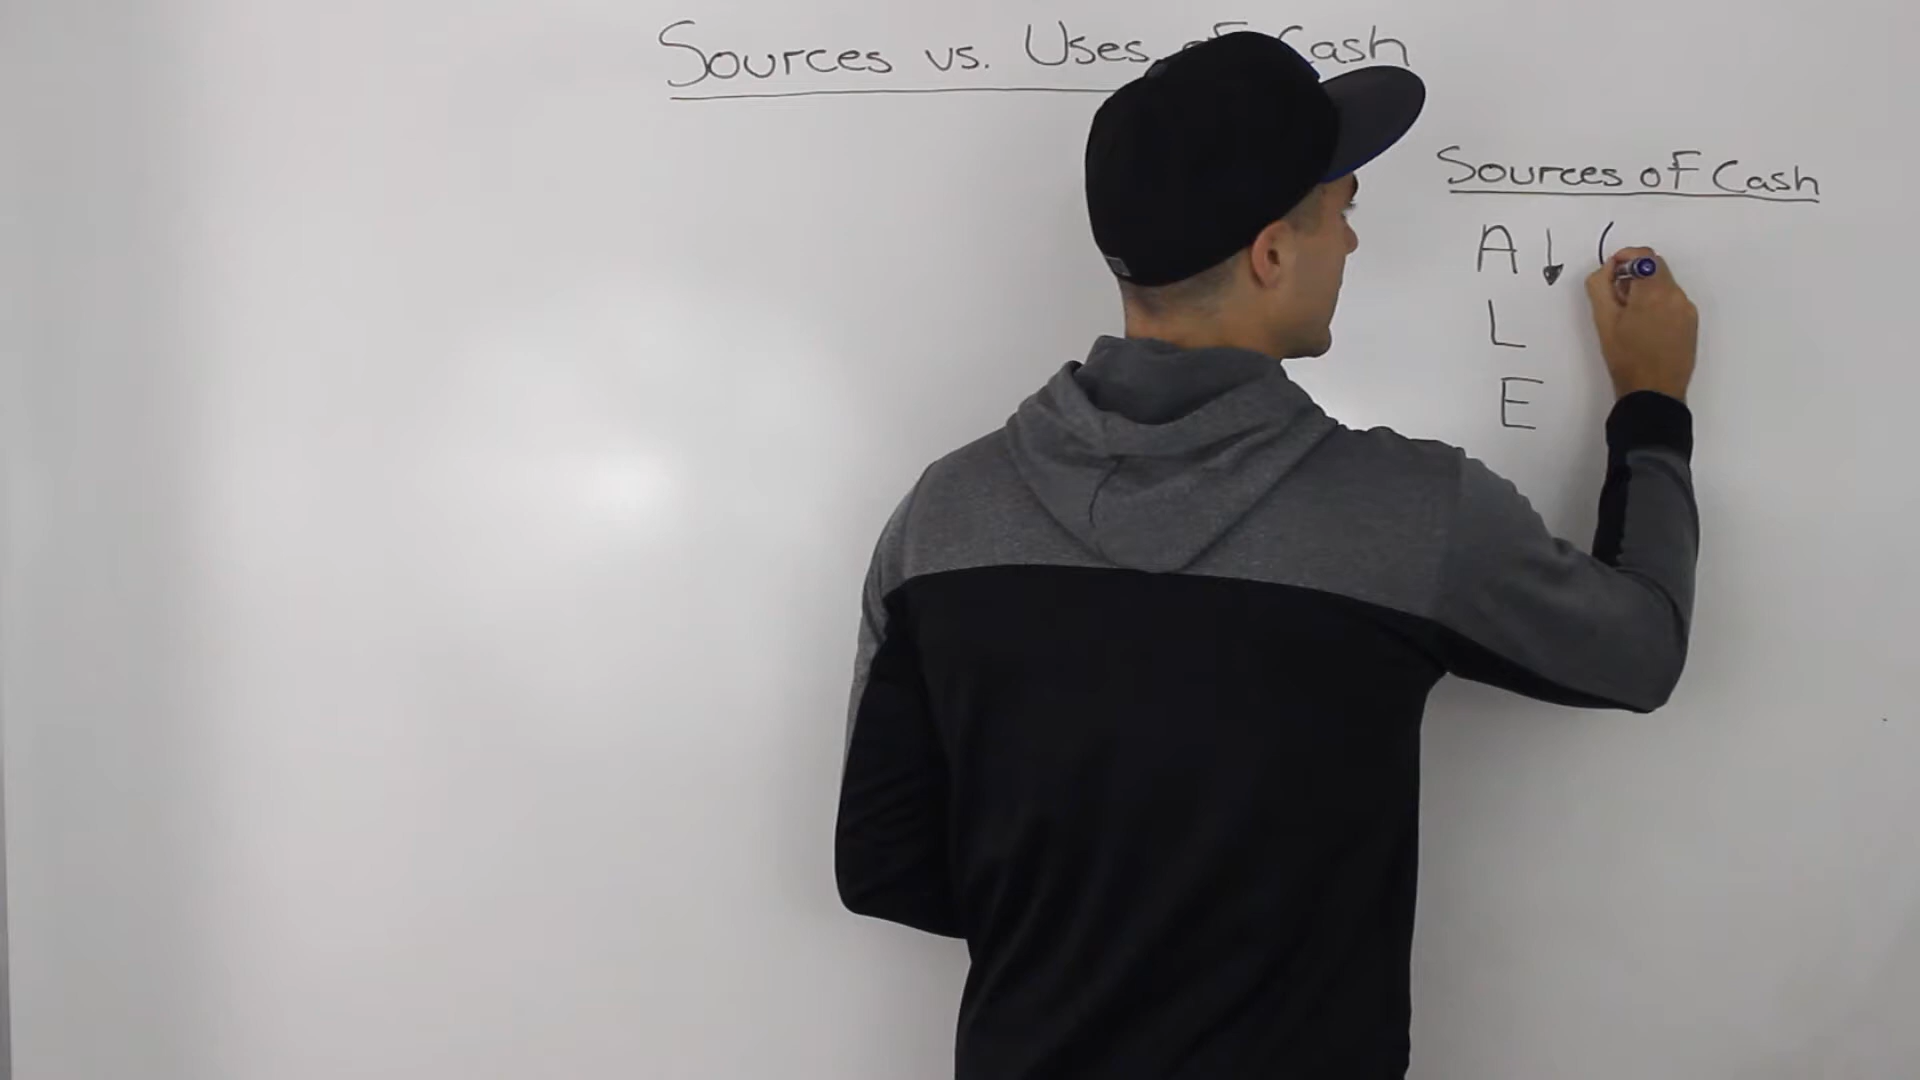 Sources vs. Uses of Cash
Sources of Cash
A ↓ (
L
E